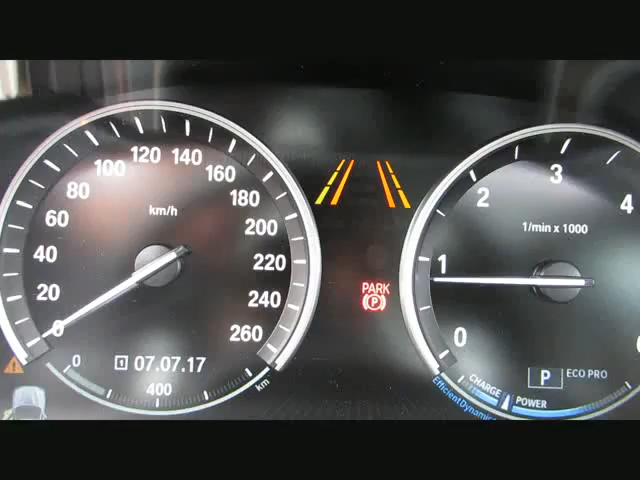 0
20
40
60
80
100
120
140
160
180
200
220
240
260
km/h
07.07.17
0
400
km
PARK
P
0
1
2
3
4
1/min x 1000
P
ECO PRO
CHARGE
POWER
EfficientDynamics